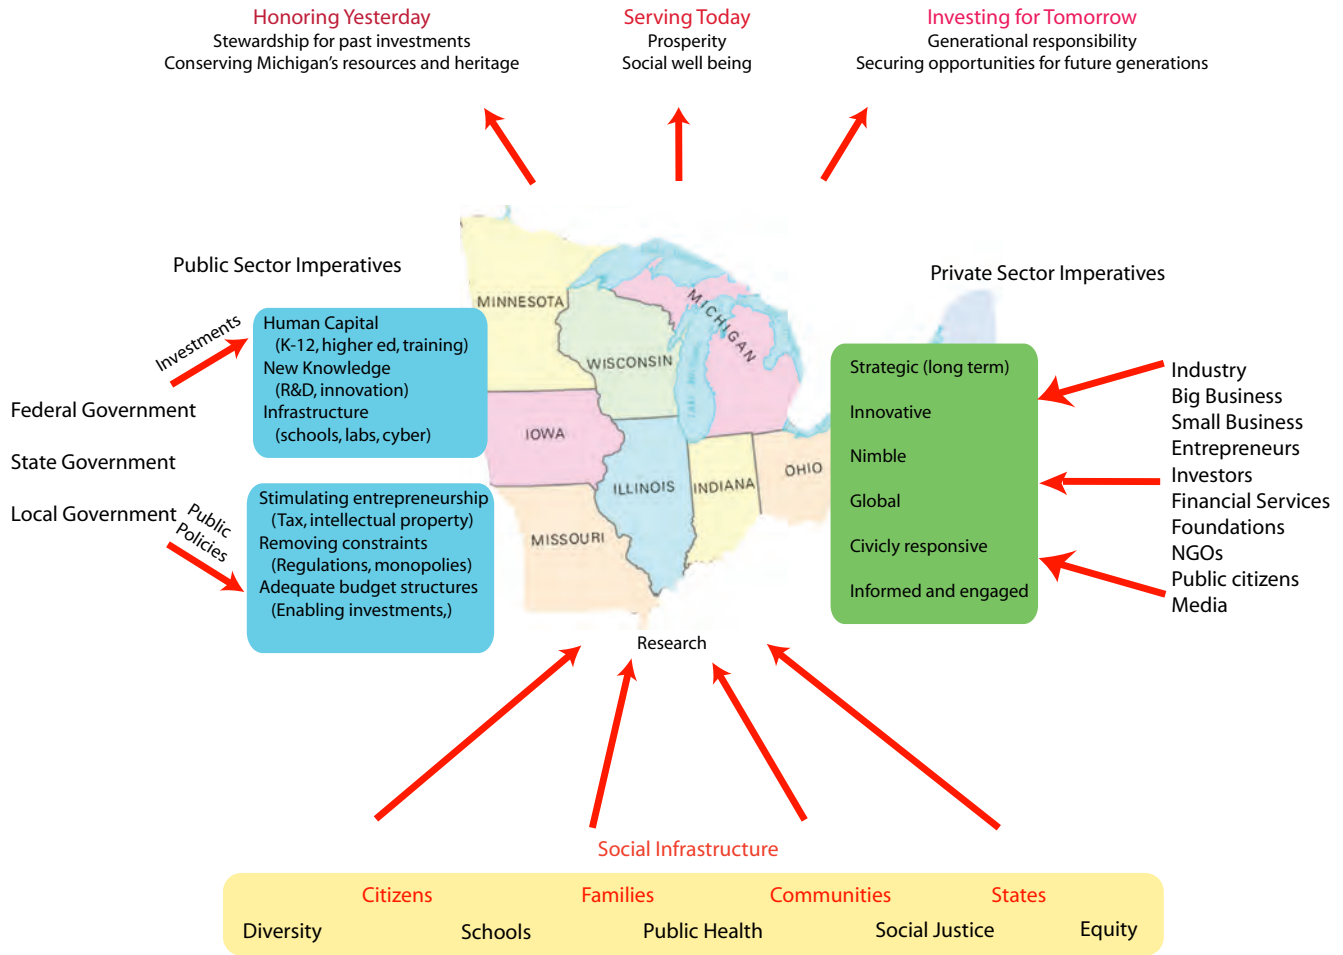 Honoring Yesterday
Stewardship for past investments
Conserving Michigan's resources and heritage
Serving Today
Prosperity
Social well being
Investing for Tomorrow
Generational responsibility
Securing opportunities for future generations
Public Sector Imperatives
Private Sector Imperatives
Investments
Human Capital
(K-12, higher ed, training)
New Knowledge
(R&D, innovation)
Infrastructure
(schools, labs, cyber)
Federal Government
State Government
Local Government
Public
Policies
Stimulating entrepreneurship
(Tax, intellectual property)
Removing constraints
(Regulations, monopolies)
Adequate budget structures
(Enabling investments,)
MINNESOTA
WISCONSIN
MICHIGAN
IOWA
ILLINOIS
INDIANA
OHIO
MISSOURI
Strategic (long term)
Innovative
Nimble
Global
Civicly responsive
Informed and engaged
Industry
Big Business
Small Business
Entrepreneurs
Investors
Financial Services
Foundations
NGOs
Public citizens
Media
Research
Social Infrastructure
Citizens Families Communities States
Diversity Schools Public Health Social Justice Equity